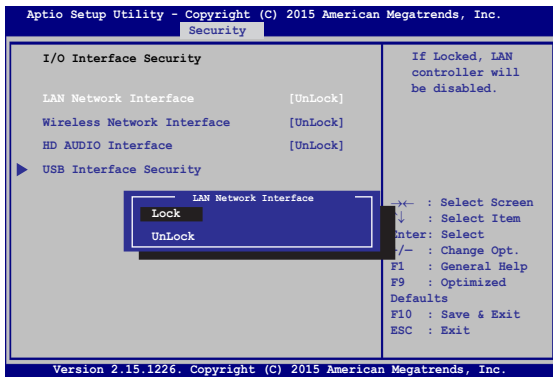 Aptio Setup Utility - Copyright (C) 2015 American Megatrends, Inc.
Security
I/O Interface Security
LAN Network Interface [UnLock]
Wireless Network Interface [UnLock]
HD AUDIO Interface [UnLock]
USB Interface Security
LAN Network Interface
Lock
UnLock
If Locked, LAN
controller will
be disabled.
→← : Select Screen
↓ : Select Item
Enter: Select
/— : Change Opt.
F1 : General Help
F9 : Optimized
Defaults
F10 : Save & Exit
ESC : Exit
Version 2.15.1226. Copyright (C) 2015 American Megatrends, Inc.